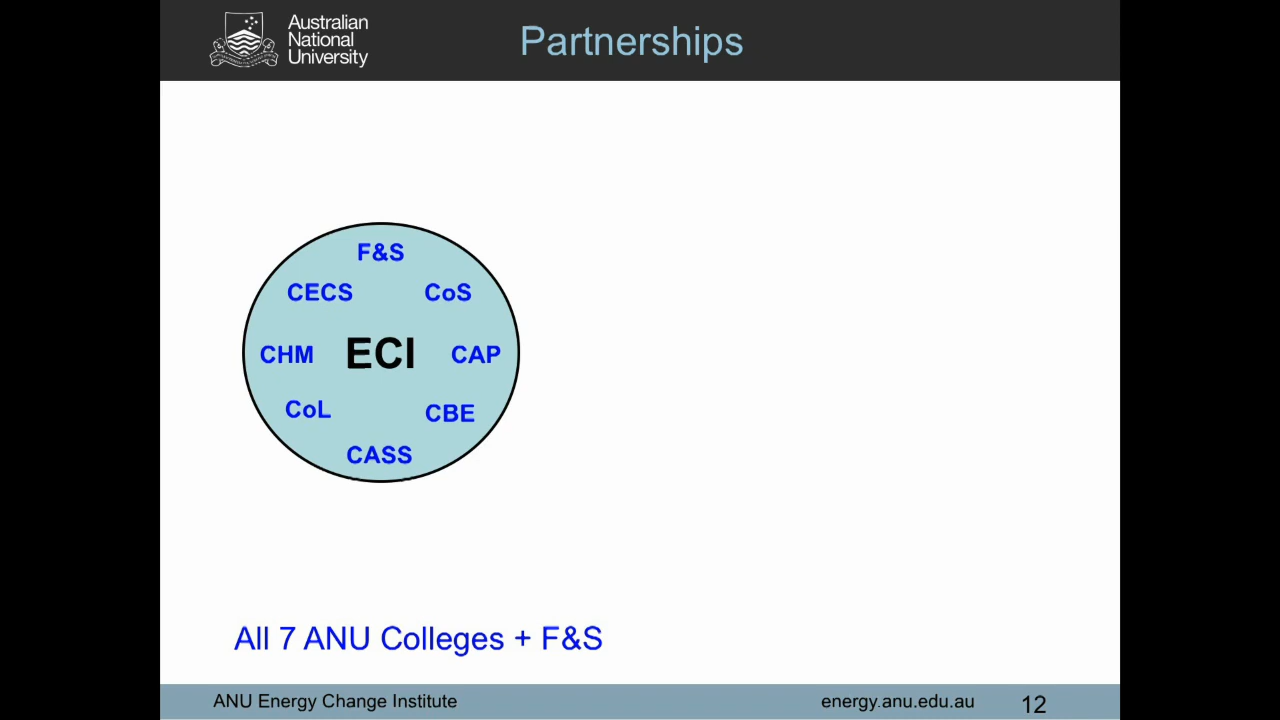 Australian
National
University
Partnerships
F&S
CECS
CoS
CHM
ECI
CAP
CoL
CBE
CASS
All 7 ANU Colleges + F&S
ANU Energy Change Institute
energy.anu.edu.au
12